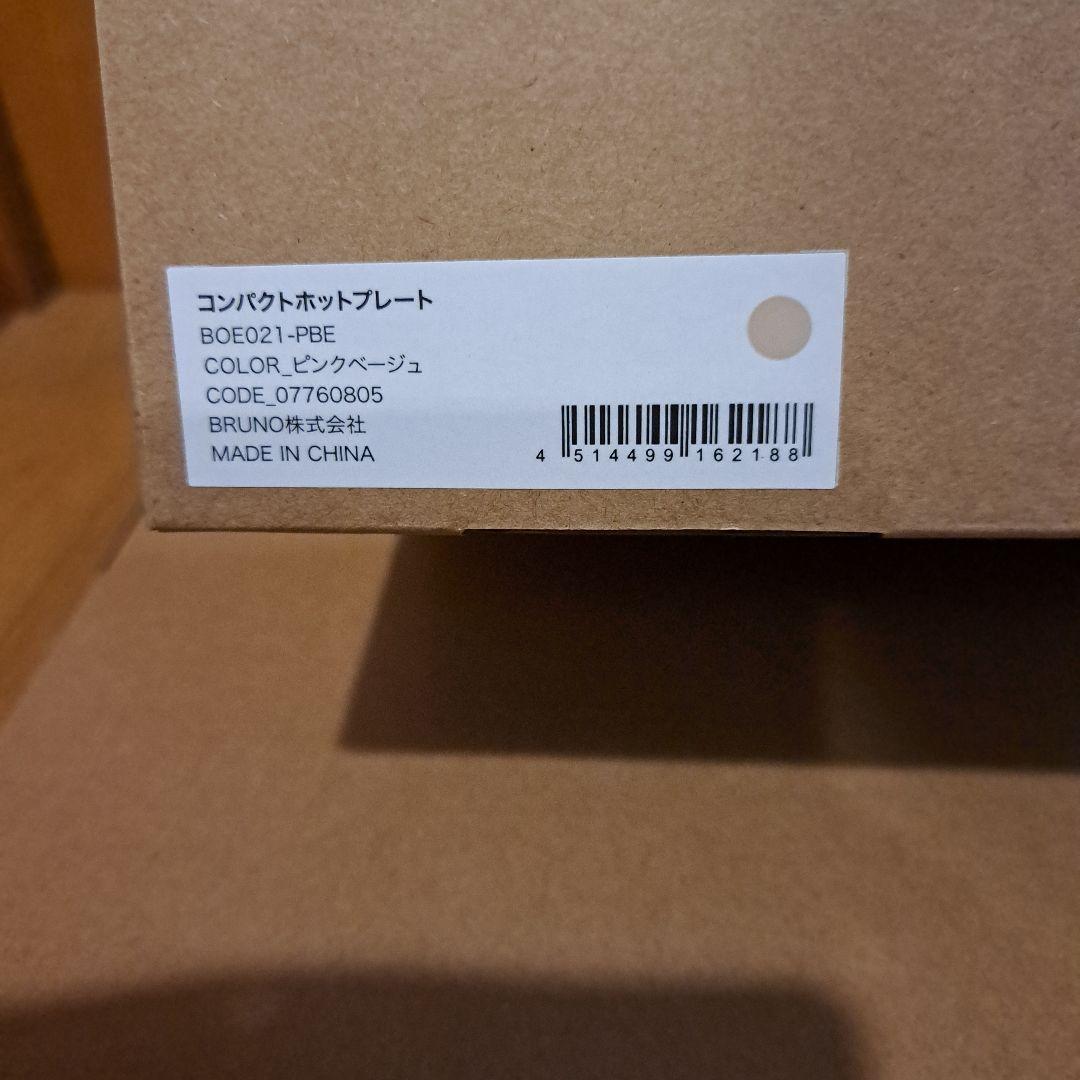 コンパクトホットプレート
BOE021-PBE
COLOR_ピンクベージュ
CODE_07760805
BRUNO株式会社
MADE IN CHINA
4 514499 162188